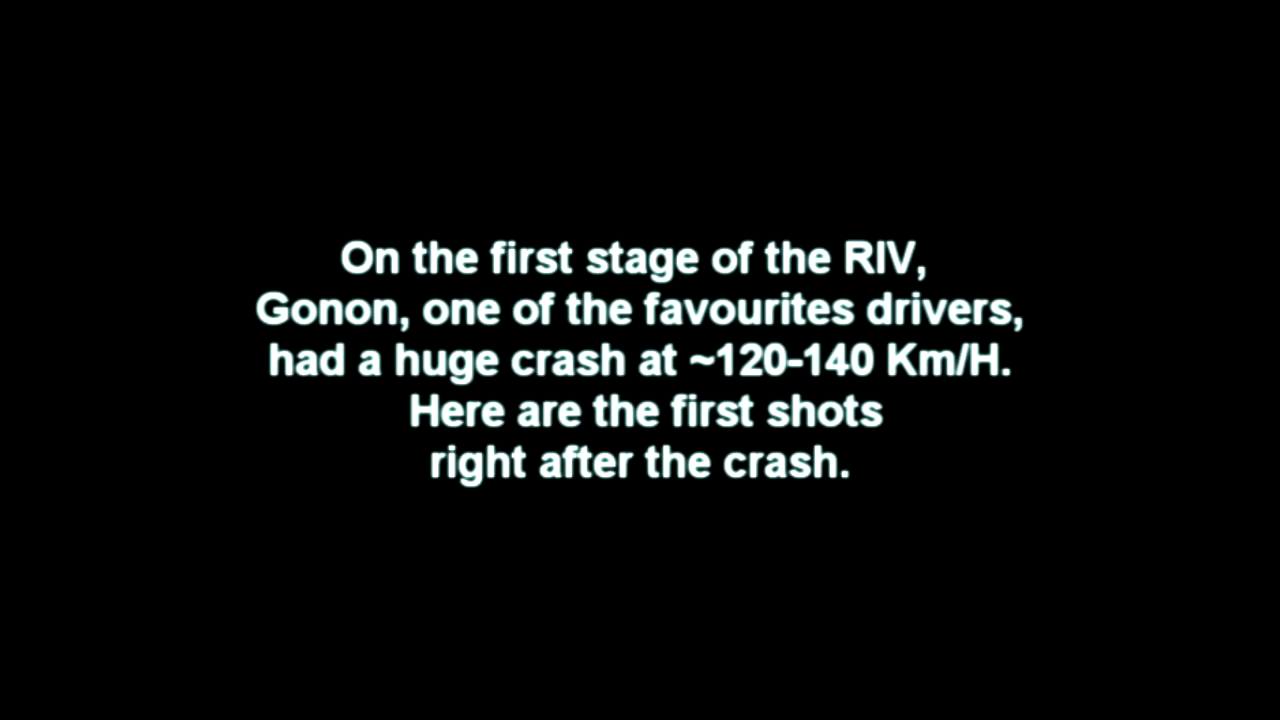 On the first stage of the RIV,
Gonon, one of the favourites drivers,
had a huge crash at ~120-140 Km/H.
Here are the first shots
right after the crash.